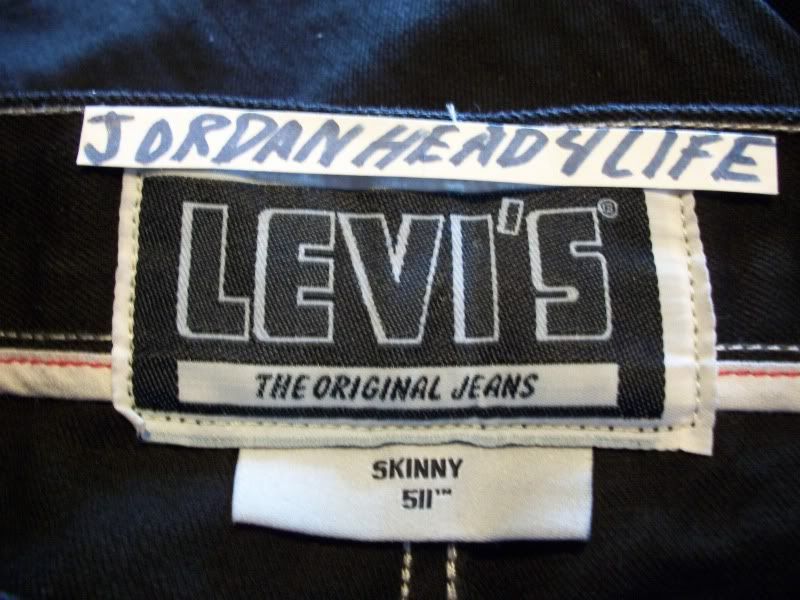 JORDANHEAD4LIFE
LEVI'S®
THE ORIGINAL JEANS
SKINNY
511™